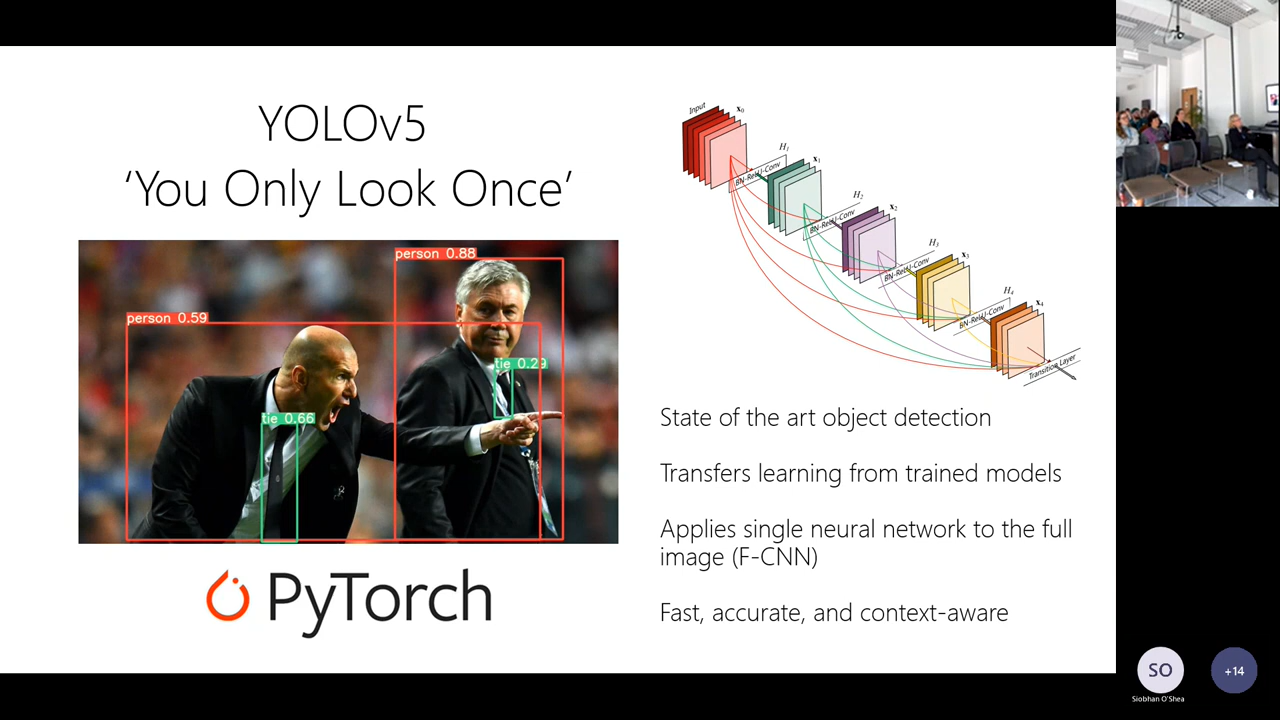 YOLOv5
‘You Only Look Once’
person 0.88
person 0.59
tie 0.29
tie 0.66
PyTorch
Input
x0
H1
x1
BN-ReLU-Conv
H2
x2
BN-ReLU-Conv
H3
x3
BN-ReLU-Conv
H4
x4
BN-ReLU-Conv
Transition Layer
State of the art object detection
Transfers learning from trained models
Applies single neural network to the full
image (F-CNN)
Fast, accurate, and context-aware
SO
+14
Siobhan O'Shea